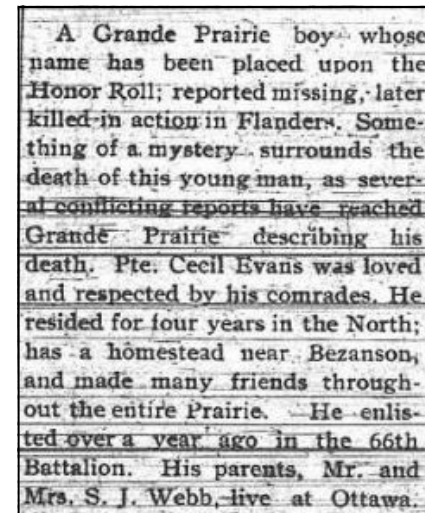 A Grande Prairie boy whose
name has been placed upon the
Honor Roll; reported missing, later
killed in action in Flanders. Some-
thing of a mystery surrounds the
death of this young man, as sever-
al conflicting reports have reached
Grande Prairie describing his
death. Pte. Cecil Evans was loved
and respected by his comrades. He
resided for four years in the North;
has a homestead near Bezanson,
and made many friends through-
out the entire Prairie. He enlis-
ted over a year ago in the 66th
Battalion. His parents, Mr. and
Mrs. S. J. Webb, live at Ottawa.